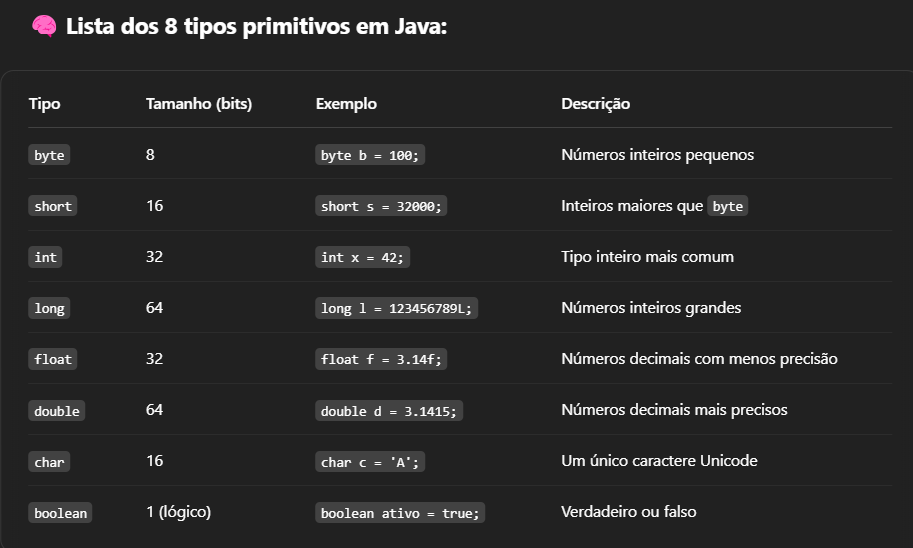 🧠 Lista dos 8 tipos primitivos em Java:
Tipo Tamanho (bits) Exemplo Descrição
byte 8 byte b = 100; Números inteiros pequenos
short 16 short s = 32000; Inteiros maiores que byte
int 32 int x = 42; Tipo inteiro mais comum
long 64 long l = 123456789L; Números inteiros grandes
float 32 float f = 3.14f; Números decimais com menos precisão
double 64 double d = 3.1415; Números decimais mais precisos
char 16 char c = 'A'; Um único caractere Unicode
boolean 1 (lógico) boolean ativo = true; Verdadeiro ou falso